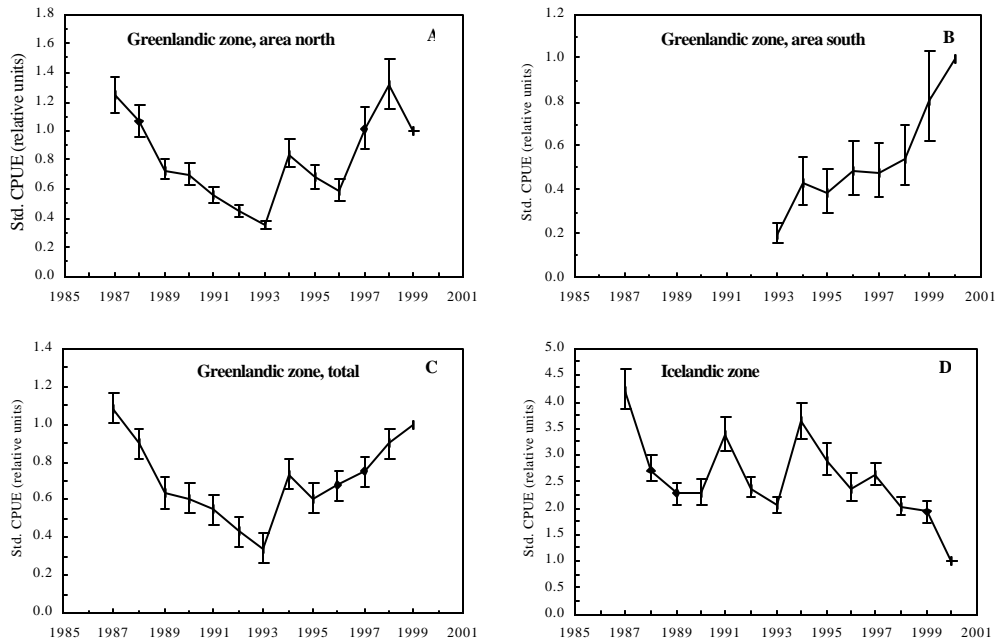 Greenlandic zone, area north
A
Std. CPUE (relative units)
1.8
1.6
1.4
1.2
1.0
0.8
0.6
0.4
0.2
0.0
1985 1987 1989 1991 1993 1995 1997 1999 2001
Greenlandic zone, area south
B
Std. CPUE (relative units)
1.2
1.0
0.8
0.6
0.4
0.2
0.0
1985 1987 1989 1991 1993 1995 1997 1999 2001
Greenlandic zone, total
C
Std. CPUE (relative units)
1.4
1.2
1.0
0.8
0.6
0.4
0.2
0.0
1985 1987 1989 1991 1993 1995 1997 1999 2001
Icelandic zone
D
Std. CPUE (relative units)
5.0
4.5
4.0
3.5
3.0
2.5
2.0
1.5
1.0
0.5
0.0
1985 1987 1989 1991 1993 1995 1997 1999 2001